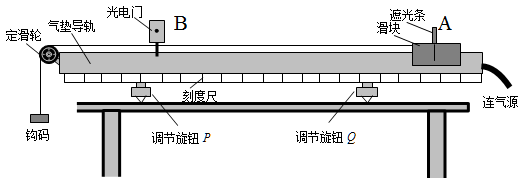 光电门 B
遮光条 A
气垫导轨
滑块
定滑轮
刻度尺
连气源
钩码
调节旋钮 P
调节旋钮 Q